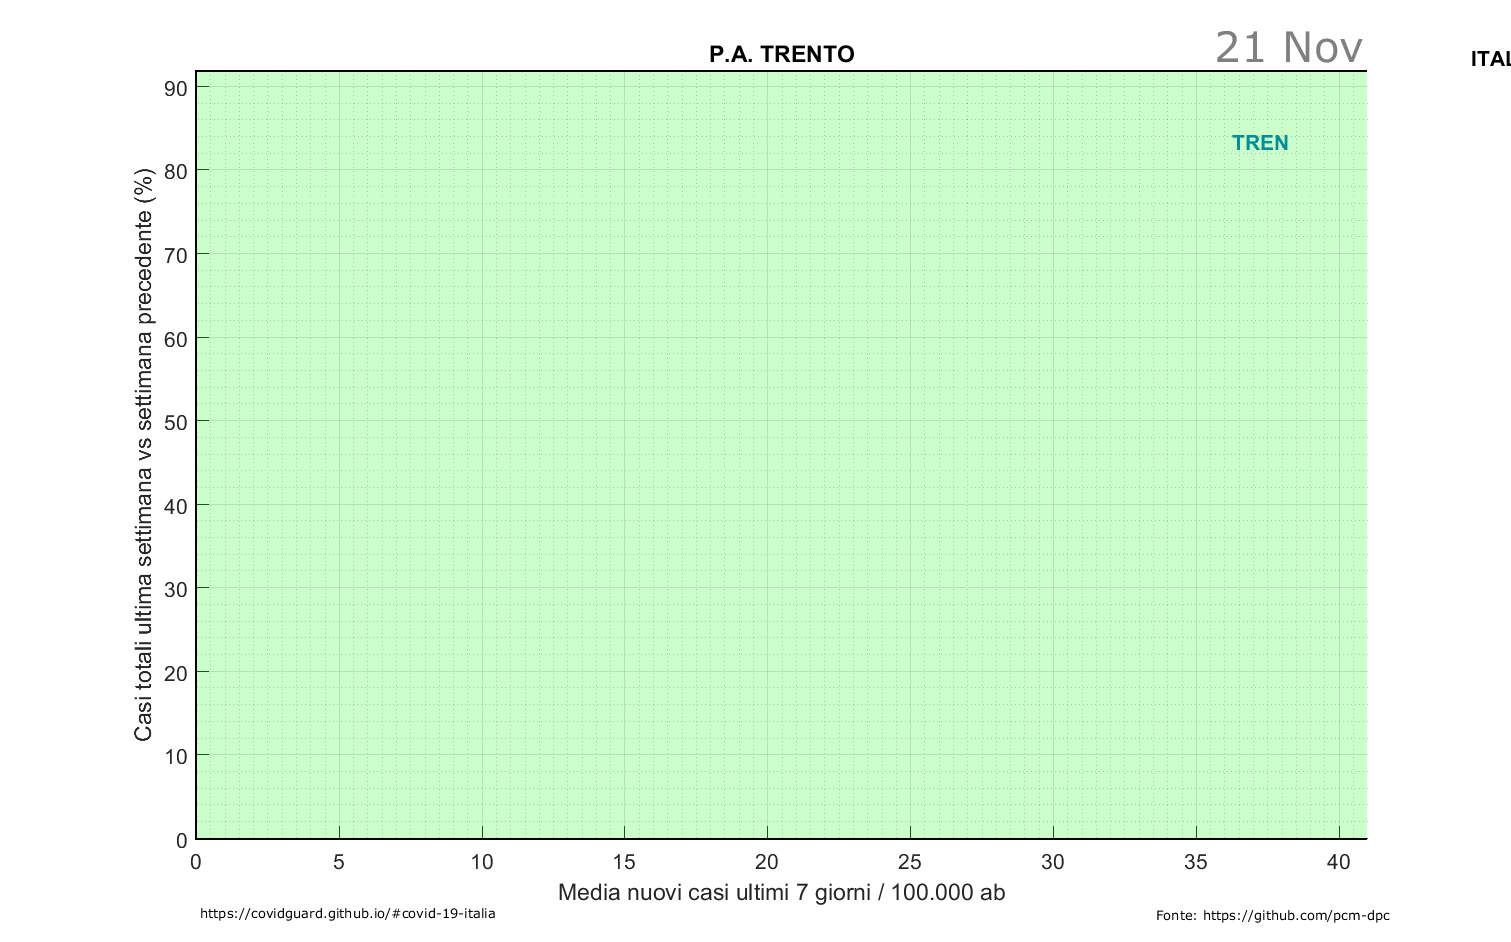 21 Nov
P.A. TRENTO
ITAL
TREN
Casi totali ultima settimana vs settimana precedente (%)
90
80
70
60
50
40
30
20
10
0
0 5 10 15 20 25 30 35 40
Media nuovi casi ultimi 7 giorni / 100.000 ab
https://covidguard.github.io/#covid-19-italia
Fonte: https://github.com/pcm-dpc